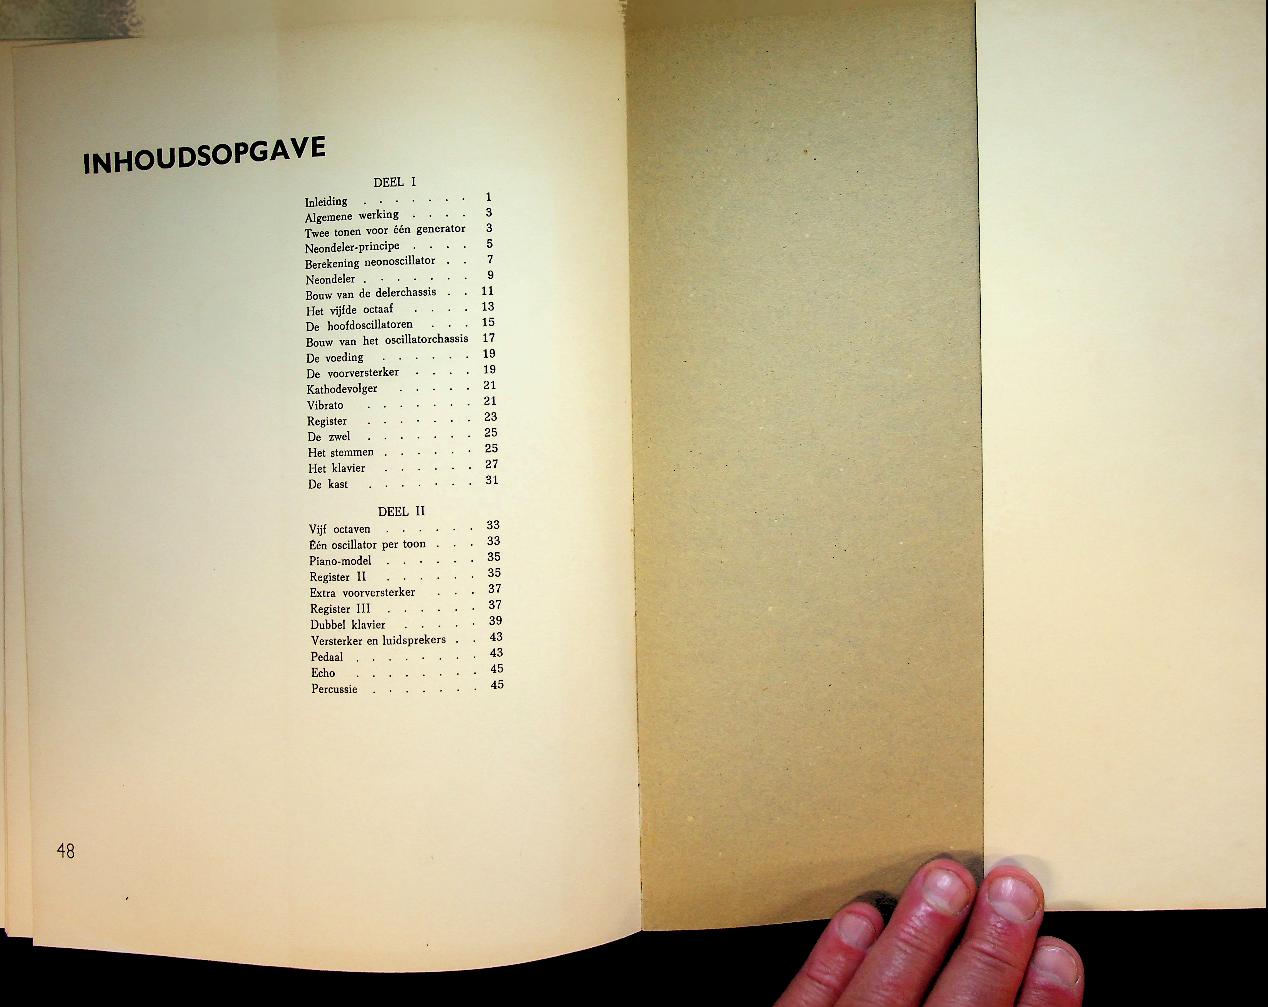 INHOUDSOPGAVE
DEEL I
Inleiding . . . . . . . 1
Algemene werking . . . . 3
Twee tonen voor één generator 3
Neondeler-principe . . . . 5
Berekening neonoscillator . . 7
Neondeler . . . . . . . 9
Bouw van de delerchassis . . 11
Het vijfde octaaf . . . . 13
De hoofdoscillatoren . . . 15
Bouw van het oscillatorchassis 17
De voeding . . . . . . 19
De voorversterker . . . . 19
Kathodevolger . . . . . 21
Vibrato . . . . . . . 21
Register . . . . . . . 23
De zwel . . . . . . . 25
Het stemmen . . . . . . 25
Het klavier . . . . . . 27
De kast . . . . . . . 31
DEEL II
Vijf octaven . . . . . . 33
Één oscillator per toon . . . 33
Piano-model . . . . . . 35
Register II . . . . . . 35
Extra voorversterker . . . 37
Register III . . . . . . 37
Dubbel klavier . . . . . 39
Versterker en luidsprekers . . 43
Pedaal . . . . . . . . 43
Echo . . . . . . . . 45
Percussie . . . . . . . 45
48